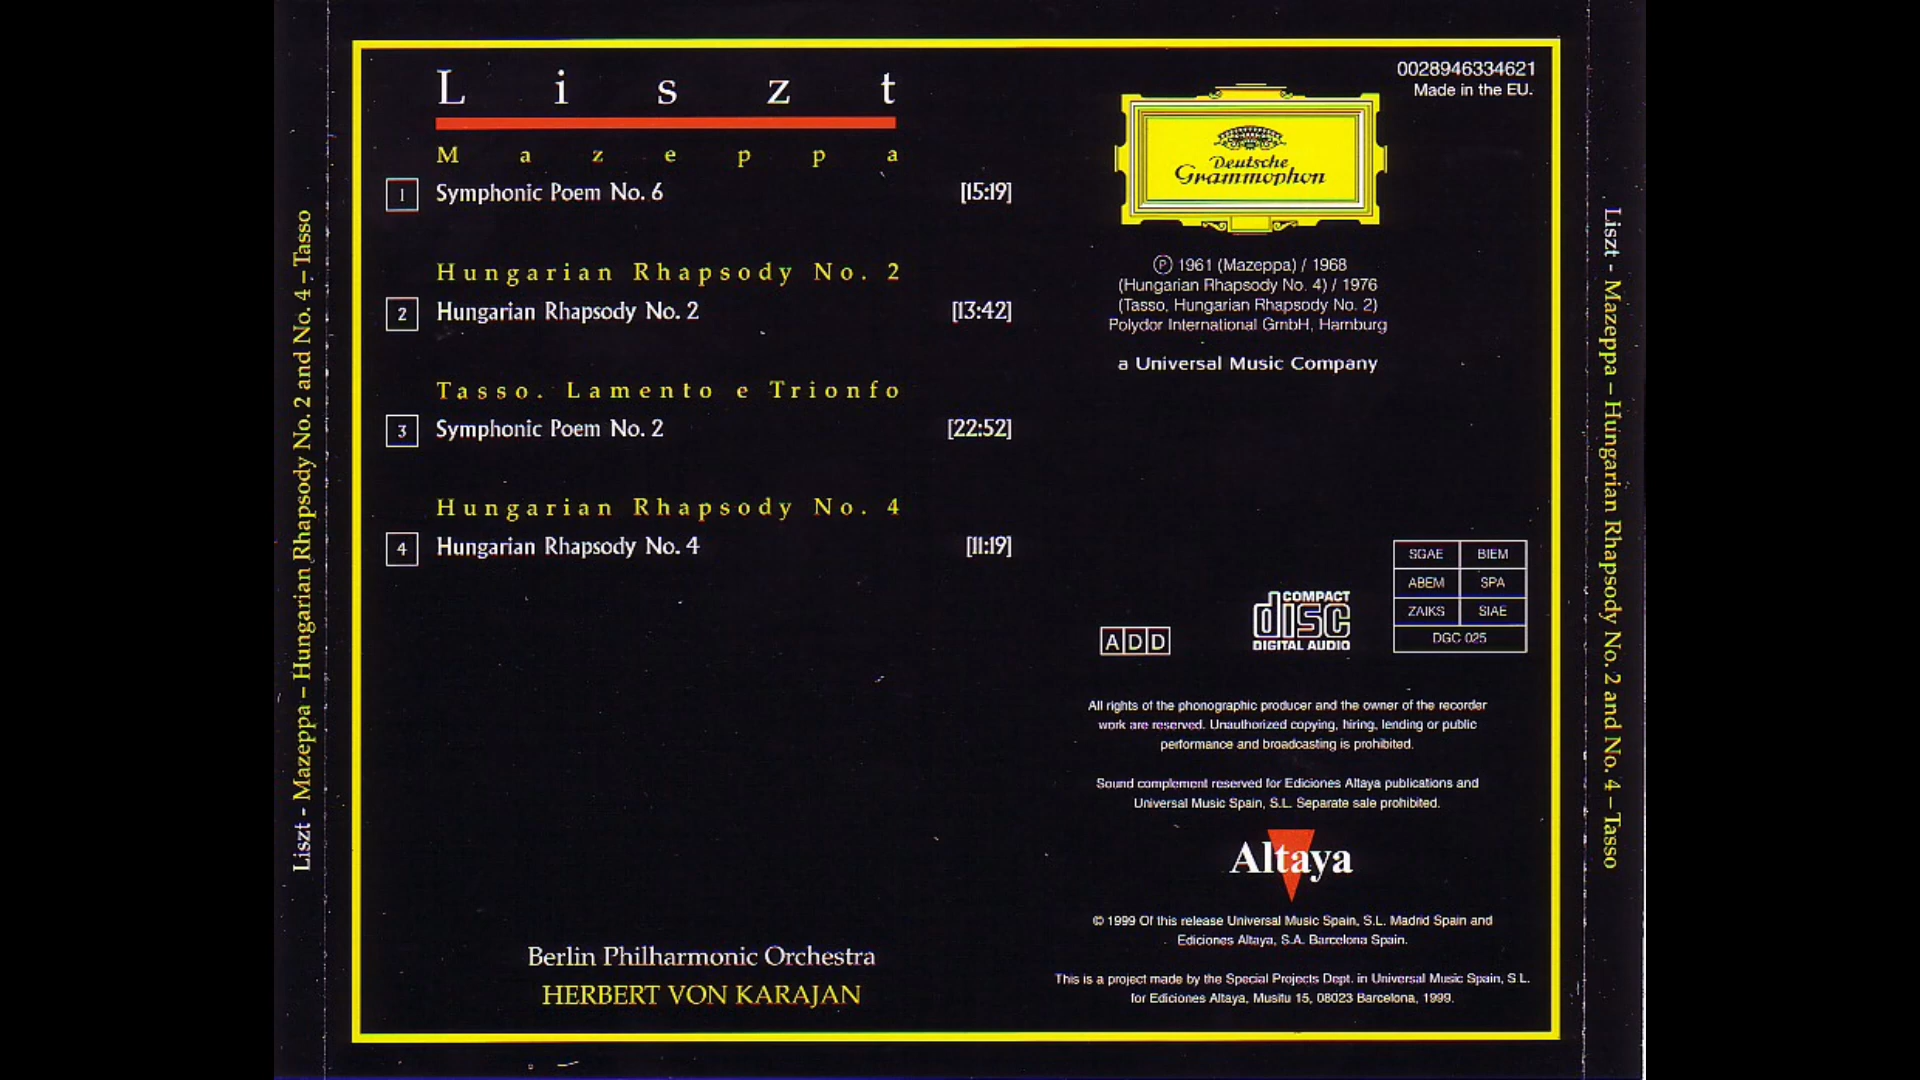 Liszt - Mazeppa – Hungarian Rhapsody No. 2 and No. 4 – Tasso
Liszt
Mazeppa
1 Symphonic Poem No. 6 [15:19]
Hungarian Rhapsody No. 2
2 Hungarian Rhapsody No. 2 [13:42]
Tasso. Lamento e Trionfo
3 Symphonic Poem No. 2 [22:52]
Hungarian Rhapsody No. 4
4 Hungarian Rhapsody No. 4 [11:19]
Berlin Philharmonic Orchestra
HERBERT VON KARAJAN
0028946334621
Made in the EU.
Deutsche
Grammophon
℗ 1961 (Mazeppa) / 1968
(Hungarian Rhapsody No. 4) / 1976
(Tasso, Hungarian Rhapsody No. 2)
Polydor International GmbH, Hamburg
a Universal Music Company
SGAE BIEM
ABEM SPA
ZAIKS SIAE
DGC 025
ADD
COMPACT
disc
DIGITAL AUDIO
All rights of the phonographic producer and the owner of the recorder
work are reserved. Unauthorized copying, hiring, lending or public
performance and broadcasting is prohibited.
Sound complement reserved for Ediciones Altaya publications and
Universal Music Spain, S.L. Separate sale prohibited.
Altaya
© 1999 Of this release Universal Music Spain, S.L. Madrid Spain and
Ediciones Altaya, S.A. Barcelona Spain.
This is a project made by the Special Projects Dept. in Universal Music Spain, S L.
for Ediciones Altaya, Musitu 15, 08023 Barcelona, 1999.
Liszt - Mazeppa – Hungarian Rhapsody No. 2 and No. 4 – Tasso